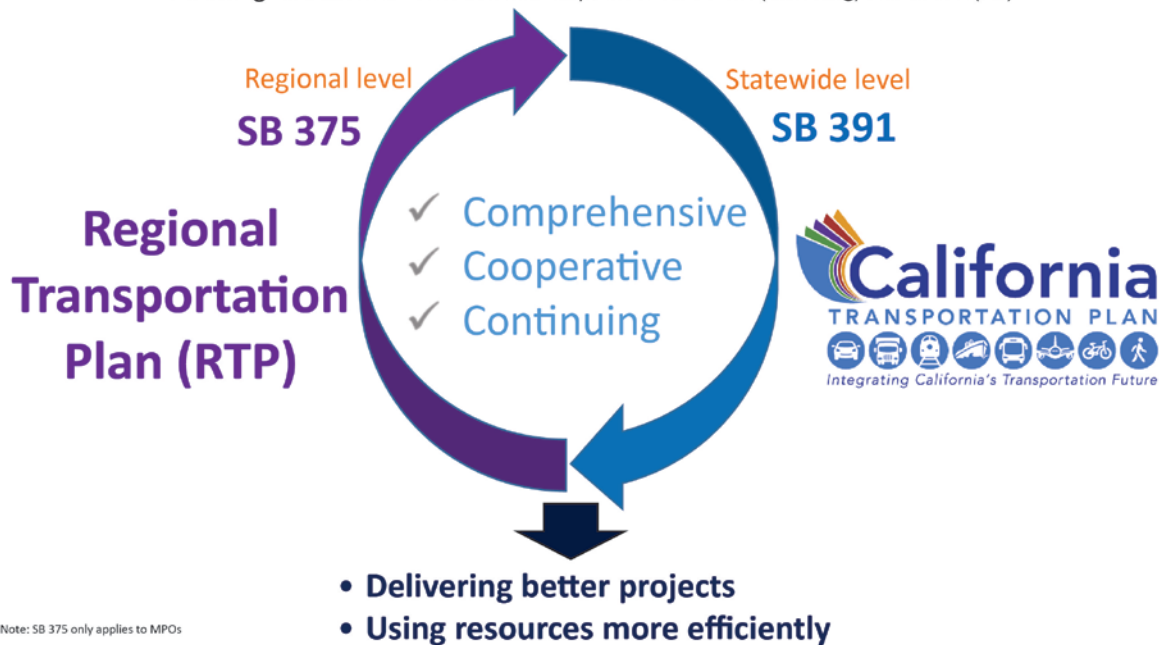 Regional level
SB 375
Statewide level
SB 391
Regional
Transportation
Plan (RTP)
✓ Comprehensive
✓ Cooperative
✓ Continuing
California
TRANSPORTATION PLAN
Integrating California's Transportation Future
• Delivering better projects
• Using resources more efficiently
Note: SB 375 only applies to MPOs